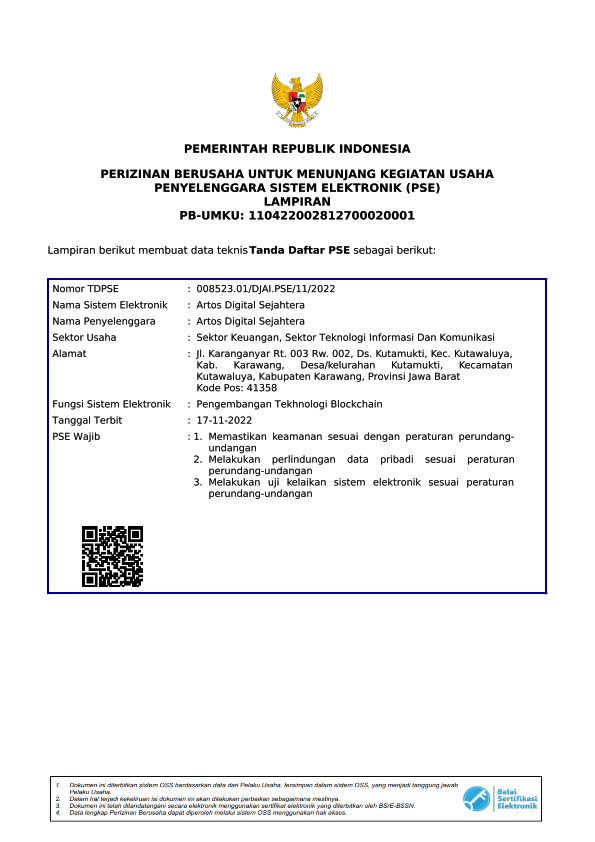 PEMERINTAH REPUBLIK INDONESIA
PERIZINAN BERUSAHA UNTUK MENUNJANG KEGIATAN USAHA
PENYELENGGARA SISTEM ELEKTRONIK (PSE)
LAMPIRAN
PB-UMKU: 110422002812700020001
Lampiran berikut membuat data teknis Tanda Daftar PSE sebagai berikut:
Nomor TDPSE : 008523.01/DJAI.PSE/11/2022
Nama Sistem Elektronik : Artos Digital Sejahtera
Nama Penyelenggara : Artos Digital Sejahtera
Sektor Usaha : Sektor Keuangan, Sektor Teknologi Informasi Dan Komunikasi
Alamat : Jl. Karanganyar Rt. 003 Rw. 002, Ds. Kutamukti, Kec. Kutawaluya,
Kab. Karawang, Desa/kelurahan Kutamukti, Kecamatan
Kutawaluya, Kabupaten Karawang, Provinsi Jawa Barat
Kode Pos: 41358
Fungsi Sistem Elektronik : Pengembangan Tekhnologi Blockchain
Tanggal Terbit : 17-11-2022
PSE Wajib : 1. Memastikan keamanan sesuai dengan peraturan perundang-
undangan
2. Melakukan perlindungan data pribadi sesuai peraturan
perundang-undangan
3. Melakukan uji kelaikan sistem elektronik sesuai peraturan
perundang-undangan
1. Dokumen ini diterbitkan sistem OSS berdasarkan data dari Pelaku Usaha, tersimpan dalam sistem OSS, yang menjadi tanggung jawab
Pelaku Usaha.
2. Dalam hal terjadi kekeliruan isi dokumen ini akan dilakukan perbaikan sebagaimana mestinya.
3. Dokumen ini telah ditandatangani secara elektronik menggunakan sertifikat elektronik yang diterbitkan oleh BSrE-BSSN.
4. Data lengkap Perizinan Berusaha dapat diperoleh melalui sistem OSS menggunakan hak akses.
Balai
Sertifikasi
Elektronik